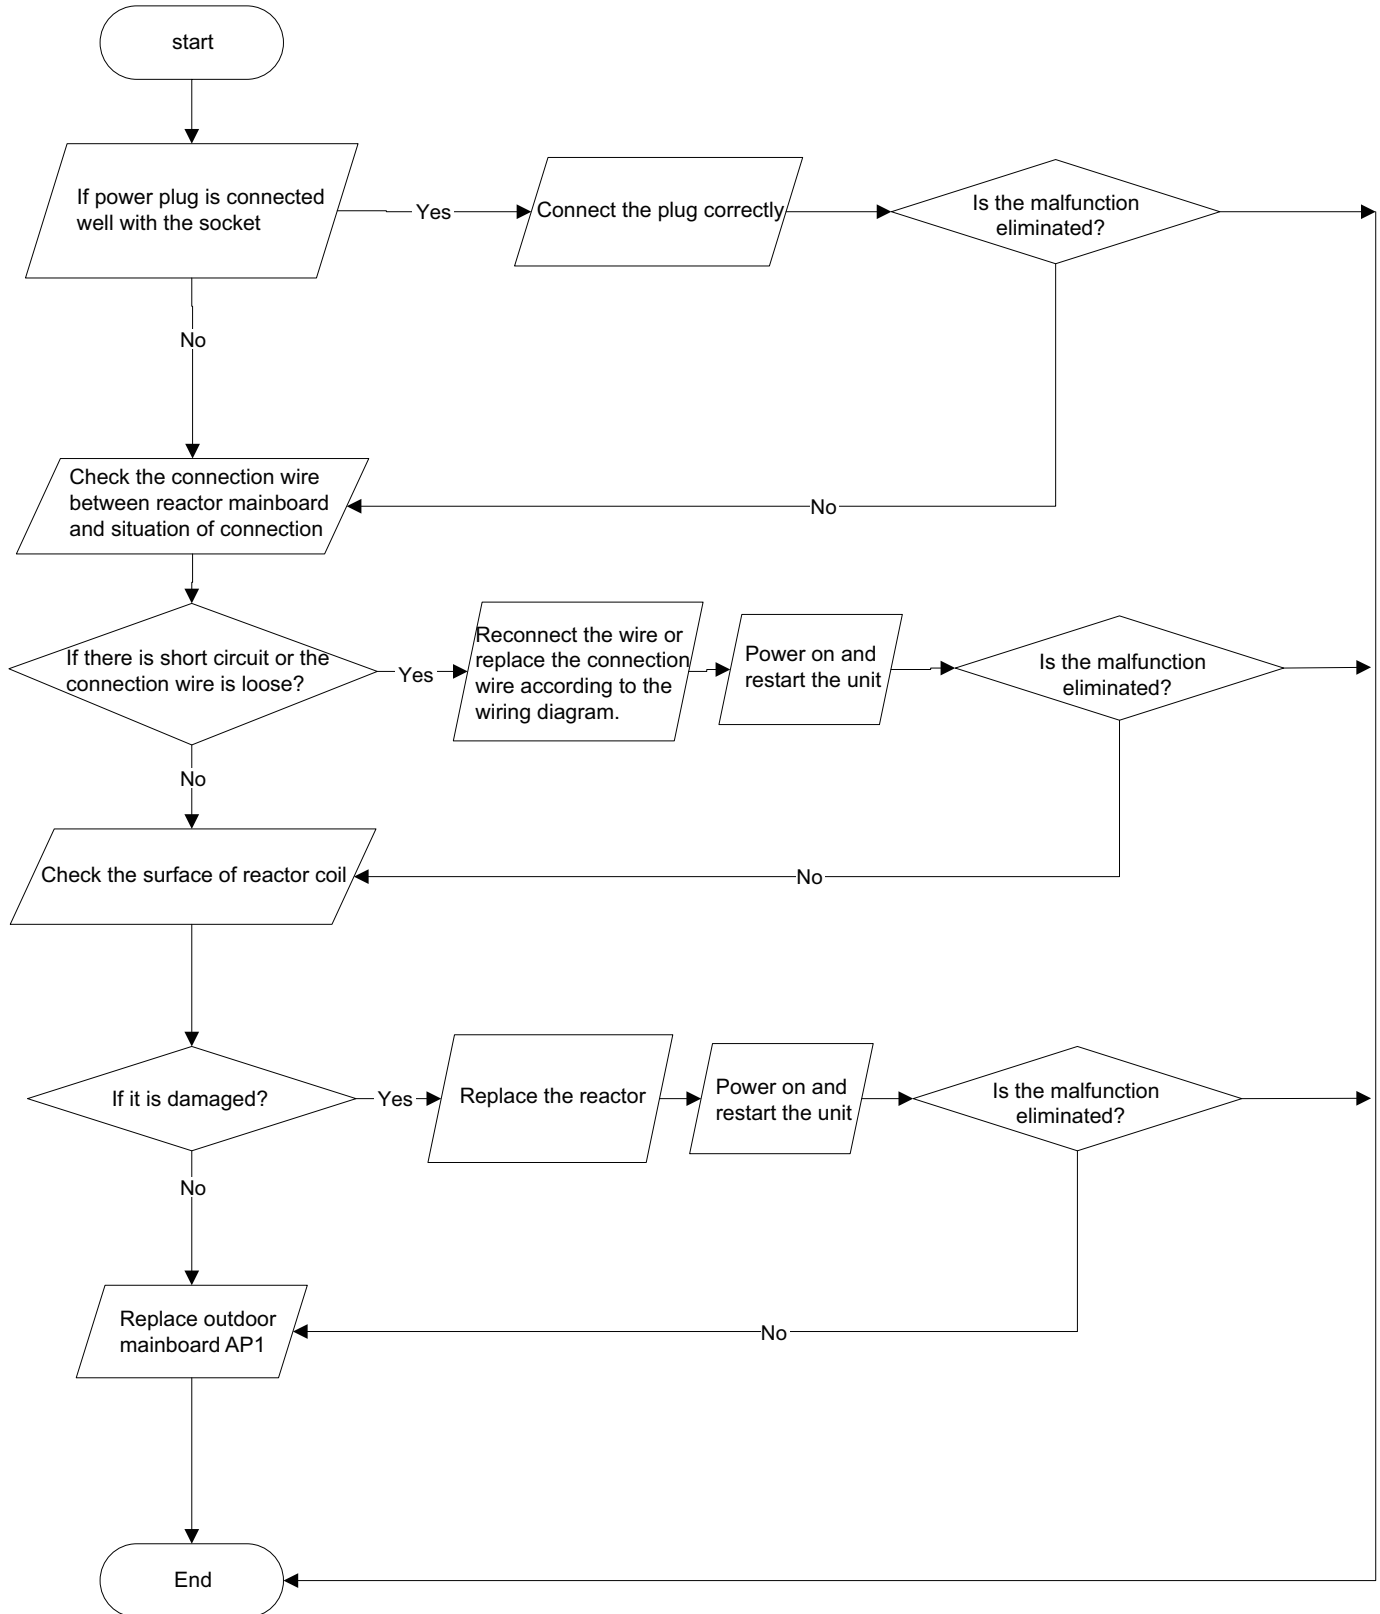 start
If power plug is connected
well with the socket
Yes
Connect the plug correctly
Is the malfunction
eliminated?
No
Check the connection wire
between reactor mainboard
and situation of connection
No
If there is short circuit or the
connection wire is loose?
Yes
Reconnect the wire or
replace the connection
wire according to the
wiring diagram.
Power on and
restart the unit
Is the malfunction
eliminated?
No
Check the surface of reactor coil
No
If it is damaged?
Yes
Replace the reactor
Power on and
restart the unit
Is the malfunction
eliminated?
No
Replace outdoor
mainboard AP1
No
End